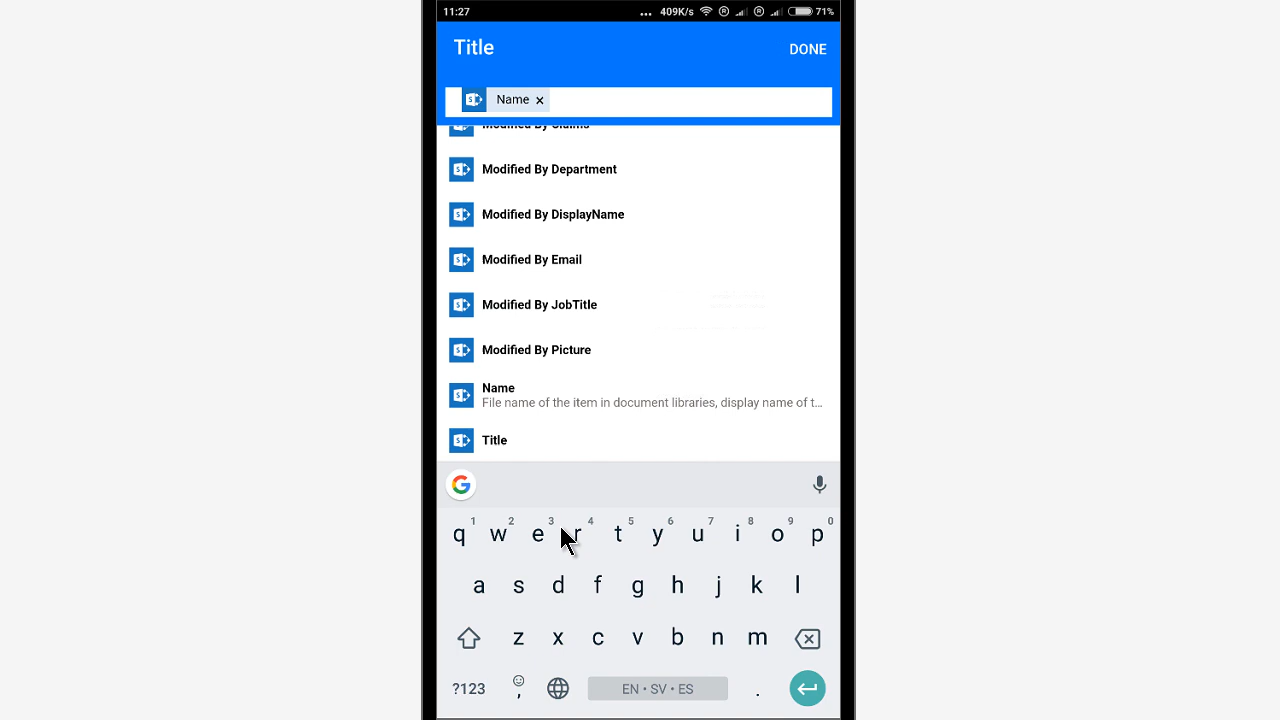 11:27 ... 409K/s R R 71%
Title DONE
S Name ×
Modified By Claims
S Modified By Department
S Modified By DisplayName
S Modified By Email
S Modified By JobTitle
S Modified By Picture
S Name
File name of the item in document libraries, display name of t...
S Title
G
1 2 3 4 5 6 7 8 9 0
q w e r t y u i o p
a s d f g h j k l
z x c v b n m
?123 , EN • SV • ES .